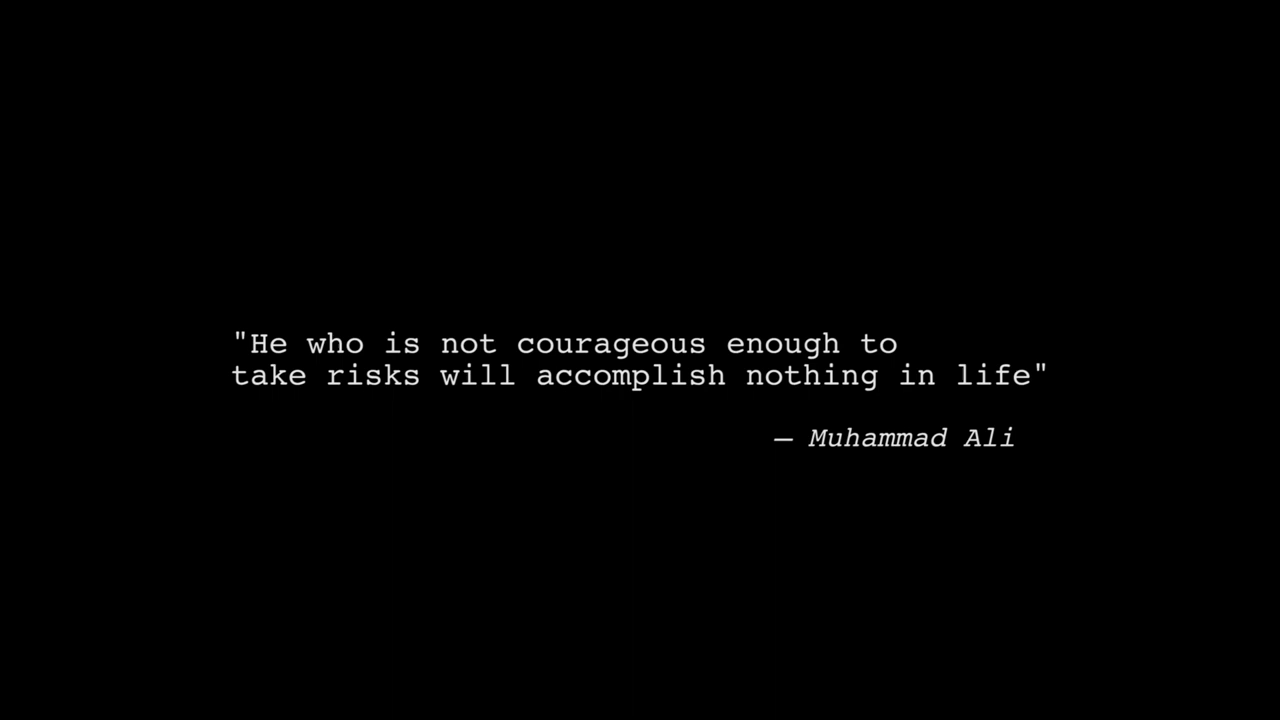 "He who is not courageous enough to
take risks will accomplish nothing in life"
— Muhammad Ali